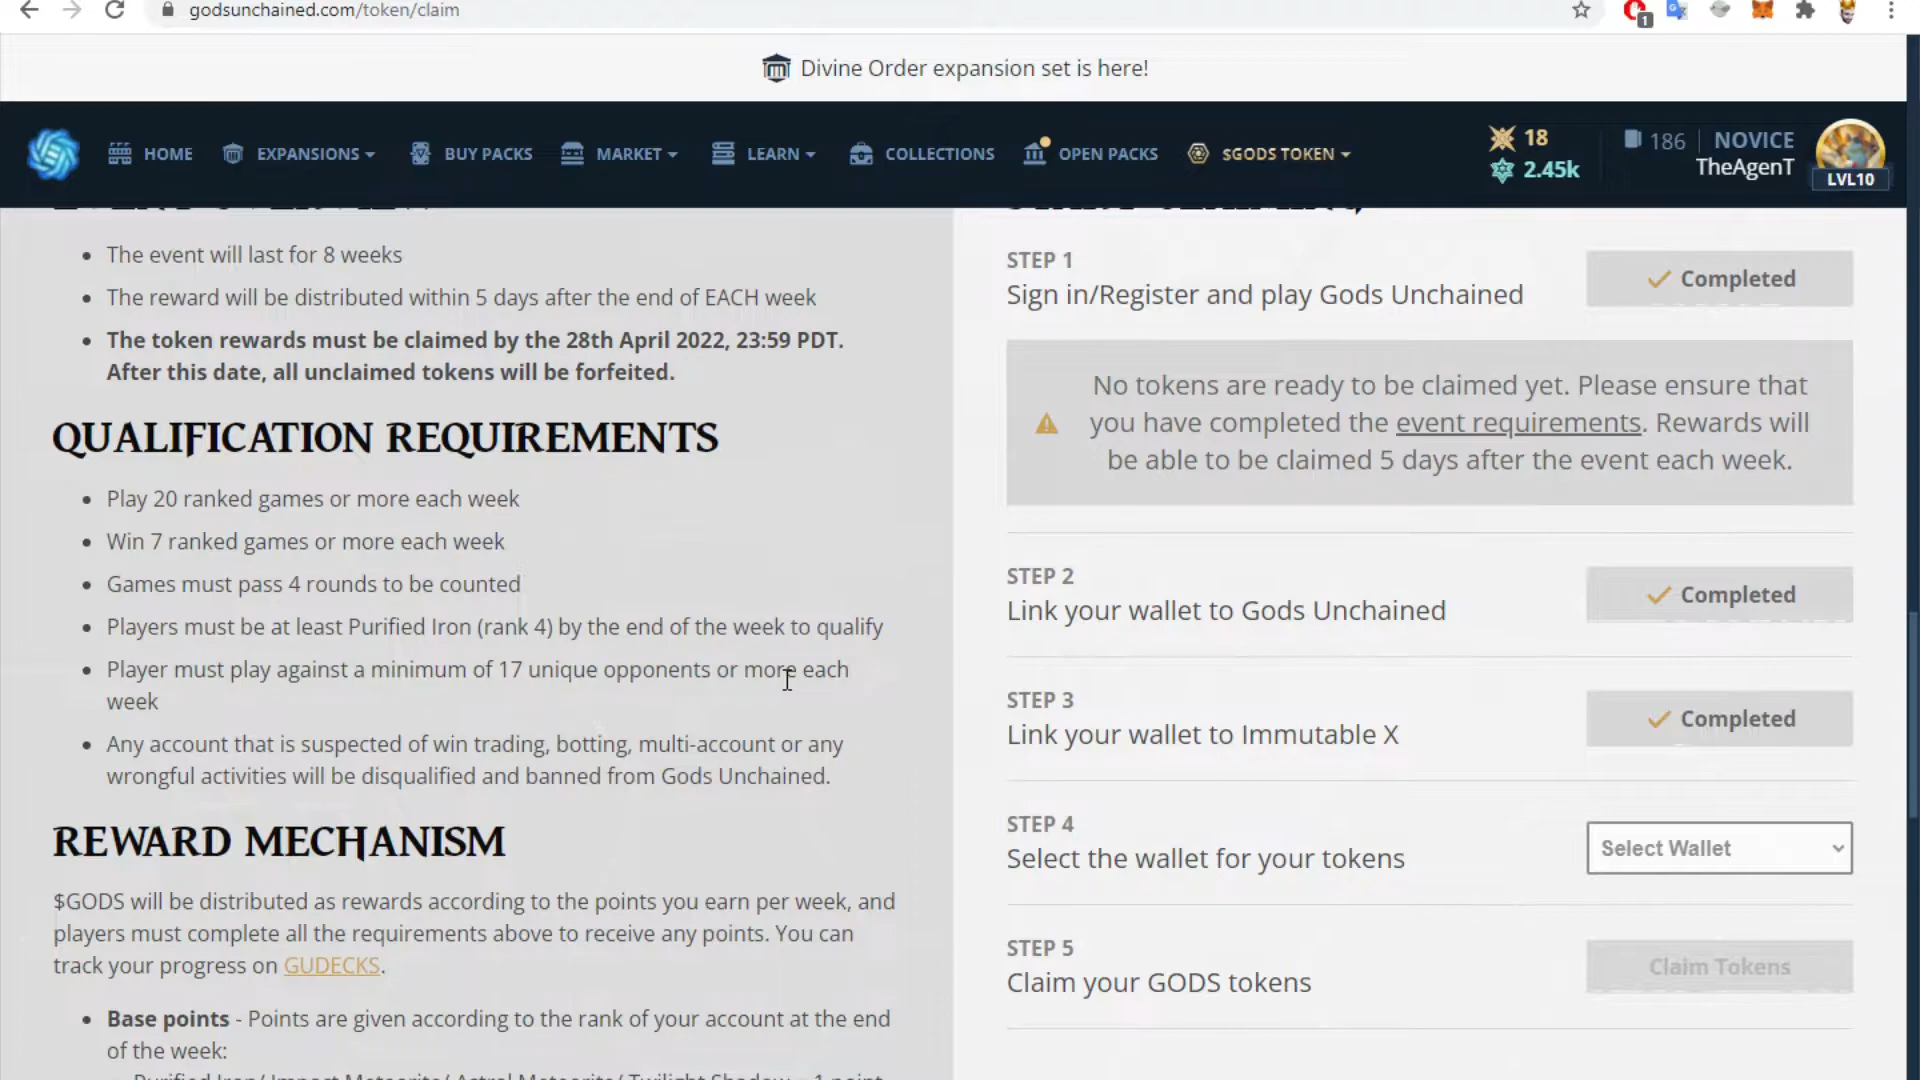 godsunchained.com/token/claim
1
Divine Order expansion set is here!
HOME EXPANSIONS BUY PACKS MARKET LEARN COLLECTIONS OPEN PACKS $GODS TOKEN
18
2.45k
186 NOVICE
TheAgenT
LVL10
The event will last for 8 weeks
The reward will be distributed within 5 days after the end of EACH week
The token rewards must be claimed by the 28th April 2022, 23:59 PDT.
After this date, all unclaimed tokens will be forfeited.
QUALIFICATION REQUIREMENTS
Play 20 ranked games or more each week
Win 7 ranked games or more each week
Games must pass 4 rounds to be counted
Players must be at least Purified Iron (rank 4) by the end of the week to qualify
Player must play against a minimum of 17 unique opponents or more each
week
Any account that is suspected of win trading, botting, multi-account or any
wrongful activities will be disqualified and banned from Gods Unchained.
REWARD MECHANISM
$GODS will be distributed as rewards according to the points you earn per week, and
players must complete all the requirements above to receive any points. You can
track your progress on GUDECKS.
Base points - Points are given according to the rank of your account at the end
of the week:
Purified Iron/ Impact Meteorite/ Astral Meteorite/ Twilight Shadow - 1 point
STEP 1
Sign in/Register and play Gods Unchained
Completed
No tokens are ready to be claimed yet. Please ensure that
you have completed the event requirements. Rewards will
be able to be claimed 5 days after the event each week.
STEP 2
Link your wallet to Gods Unchained
Completed
STEP 3
Link your wallet to Immutable X
Completed
STEP 4
Select the wallet for your tokens
Select Wallet
STEP 5
Claim your GODS tokens
Claim Tokens